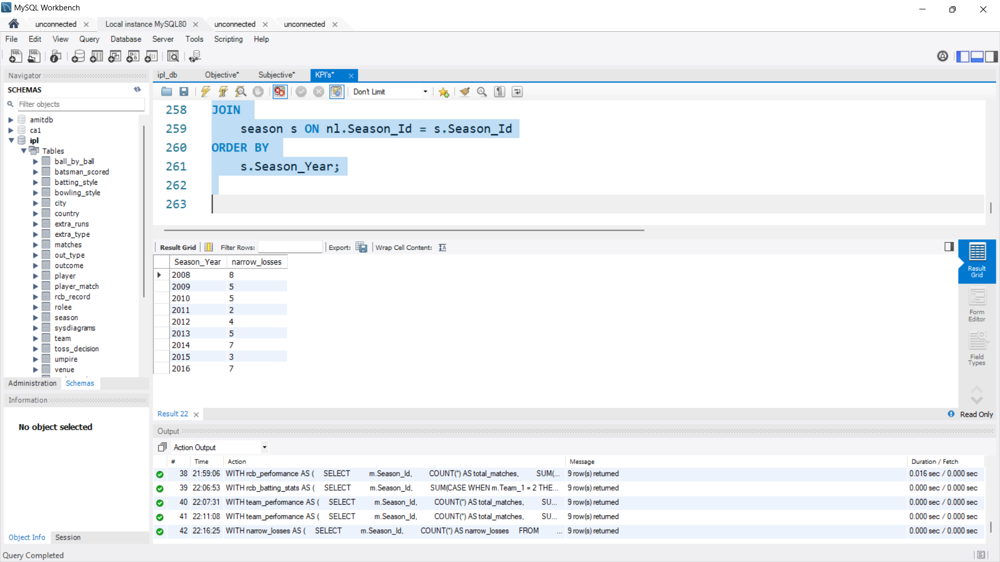 MySQL Workbench
unconnected
Local instance MySQL80
unconnected
unconnected
File Edit View Query Database Server Tools Scripting Help
Navigator
SCHEMAS
Filter objects
amitdb
ca1
ipl
Tables
ball_by_ball
batsman_scored
batting_style
bowling_style
city
country
extra_runs
extra_type
matches
out_type
outcome
player
player_match
rcb_record
rolee
season
sysdiagrams
team
toss_decision
umpire
venue
Administration Schemas
Information
No object selected
Object Info Session
ipl_db Objective* Subjective* KPI's*
Don't Limit
258 JOIN
259 season s ON nl.Season_Id = s.Season_Id
260 ORDER BY
261 s.Season_Year;
262
263
Result Grid Filter Rows: Export: Wrap Cell Content:
Season_Year narrow_losses
2008 8
2009 5
2010 5
2011 2
2012 4
2013 5
2014 7
2015 3
2016 7
Result
Grid
Form
Editor
Field
Types
Result 22
Read Only
Output
Action Output
# Time Action Message Duration / Fetch
38 21:59:06 WITH rcb_performance AS ( SELECT m.Season_Id, COUNT(*) AS total_matches, SUM(... 9 row(s) returned 0.016 sec / 0.000 sec
39 22:06:53 WITH rcb_batting_stats AS ( SELECT m.Season_Id, SUM(CASE WHEN m.Team_1 = 2 THE... 9 row(s) returned 0.000 sec / 0.000 sec
40 22:07:31 WITH team_performance AS ( SELECT m.Season_Id, COUNT(*) AS total_matches, SU... 9 row(s) returned 0.000 sec / 0.000 sec
41 22:11:08 WITH team_performance AS ( SELECT m.Season_Id, COUNT(*) AS total_matches, SU... 9 row(s) returned 0.000 sec / 0.000 sec
42 22:16:25 WITH narrow_losses AS ( SELECT m.Season_Id, COUNT(*) AS narrow_losses FROM ... 9 row(s) returned 0.000 sec / 0.000 sec
Query Completed